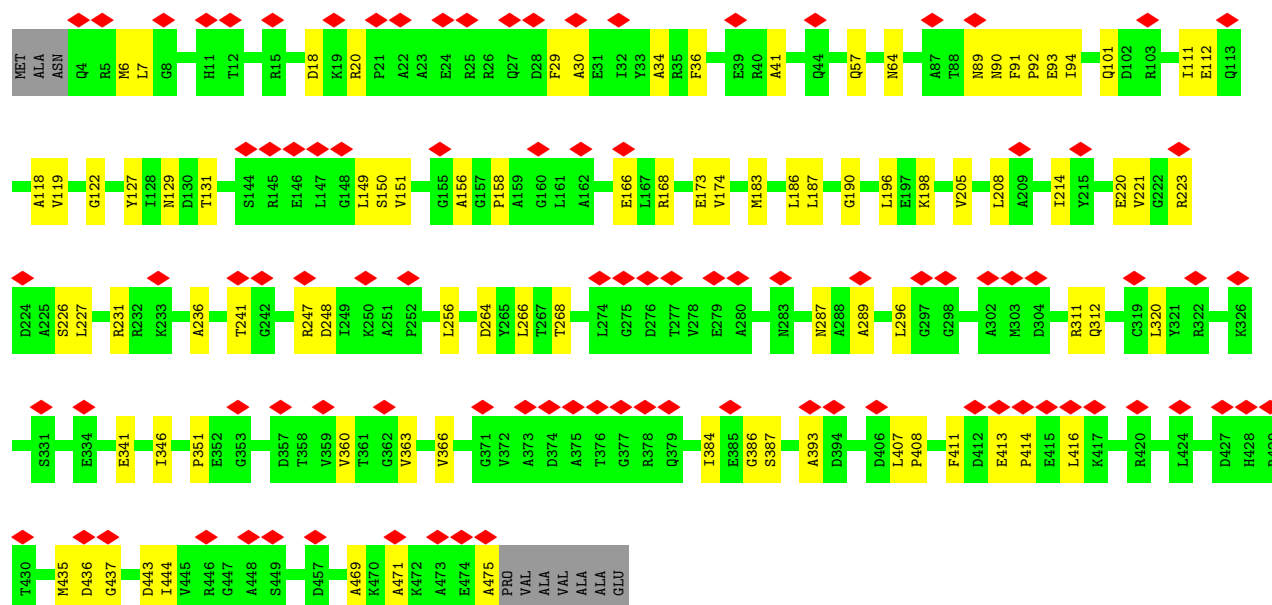 MET ALA ASN Q4 R5 M6 L7 G8 H11 T12 R15 D18 K19 R20 P21 A22 A23 E24 R25 R26 Q27 D28 F29 A30 E31 I32 Y33 A34 R35 F36 E39 R40 A41 Q44 Q57 N64 A87 T88 N89 N90 F91 P92 E93 I94 Q101 D102 R103 I111 E112 Q113
A118 V119 G122 Y127 I128 N129 D130 T131 S144 R145 E146 L147 G148 L149 S150 V151 G155 A156 G157 P158 A159 G160 L161 A162 E166 L167 R168 E173 V174 M183 L186 L187 G190 L196 E197 K198 V205 L208 A209 I214 Y215 E220 V221 G222 R223
D224 A225 S226 L227 R231 R232 K233 A236 T241 G242 R247 D248 I249 K250 A251 P252 L256 D264 Y265 L266 T267 T268 L274 G275 D276 T277 V278 E279 A280 N283 N287 A288 A289 L296 G297 G298 A302 M303 D304 R311 Q312 C319 L320 Y321 R322 K326
S331 E334 E341 I346 P351 E352 G353 D357 T358 V359 V360 T361 G362 V363 V366 G371 V372 A373 D374 A375 T376 G377 R378 Q379 I384 E385 G386 S387 A393 D394 D406 L407 P408 F411 D412 E413 P414 E415 L416 K417 R420 L424 D427 H428
T430 M435 D436 G437 D443 I444 V445 R446 G447 A448 S449 D457 A469 K470 A471 K472 A473 E474 A475 PRO VAL ALA VAL ALA ALA GLU